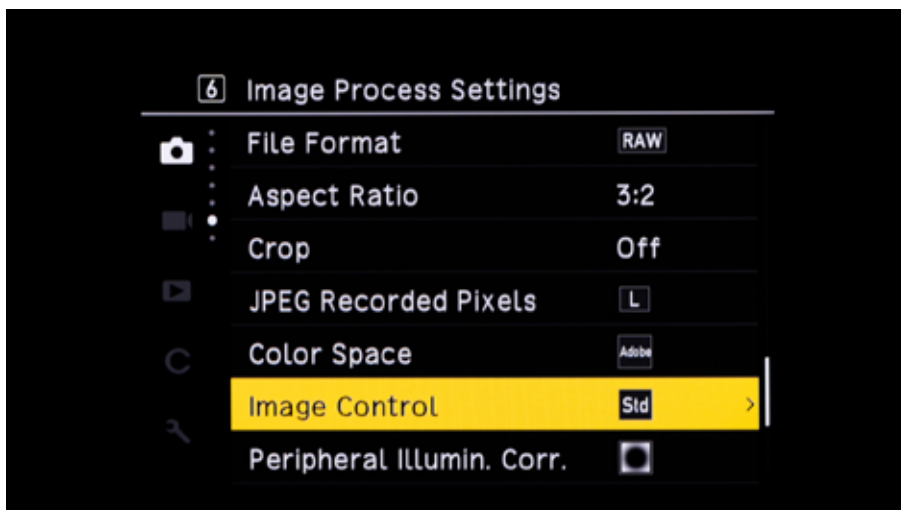 6 Image Process Settings
File Format RAW
Aspect Ratio 3:2
Crop Off
JPEG Recorded Pixels L
Color Space Adobe
C
Image Control Std >
Peripheral Illumin. Corr.